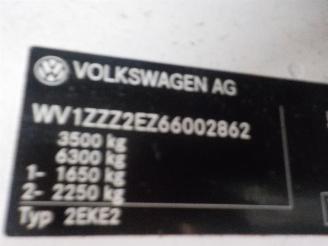 VOLKSWAGEN AG
WV1ZZZ2EZ66002862
3500 kg
6300 kg
1- 1650 kg
2- 2250 kg
Typ 2EKE2